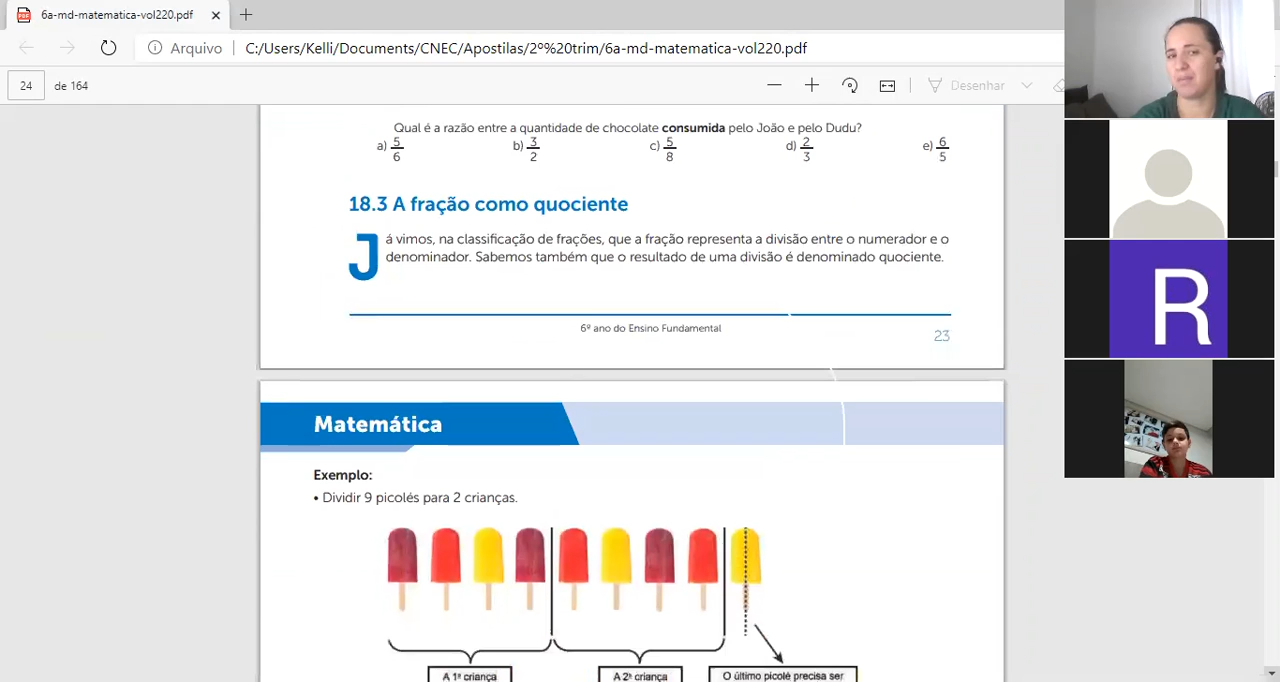 6a-md-matematica-vol220.pdf
Arquivo
C:/Users/Kelli/Documents/CNEC/Apostilas/2º%20trim/6a-md-matematica-vol220.pdf
24
de 164
Desenhar
Qual é a razão entre a quantidade de chocolate consumida pelo João e pelo Dudu?
a) 5/6 b) 3/2 c) 5/8 d) 2/3 e) 6/5
18.3 A fração como quociente
Já vimos, na classificação de frações, que a fração representa a divisão entre o numerador e o
denominador. Sabemos também que o resultado de uma divisão é denominado quociente.
6º ano do Ensino Fundamental
23
Matemática
Exemplo:
• Dividir 9 picolés para 2 crianças.
A 1ª criança
A 2ª criança
O último picolé precisa ser
R